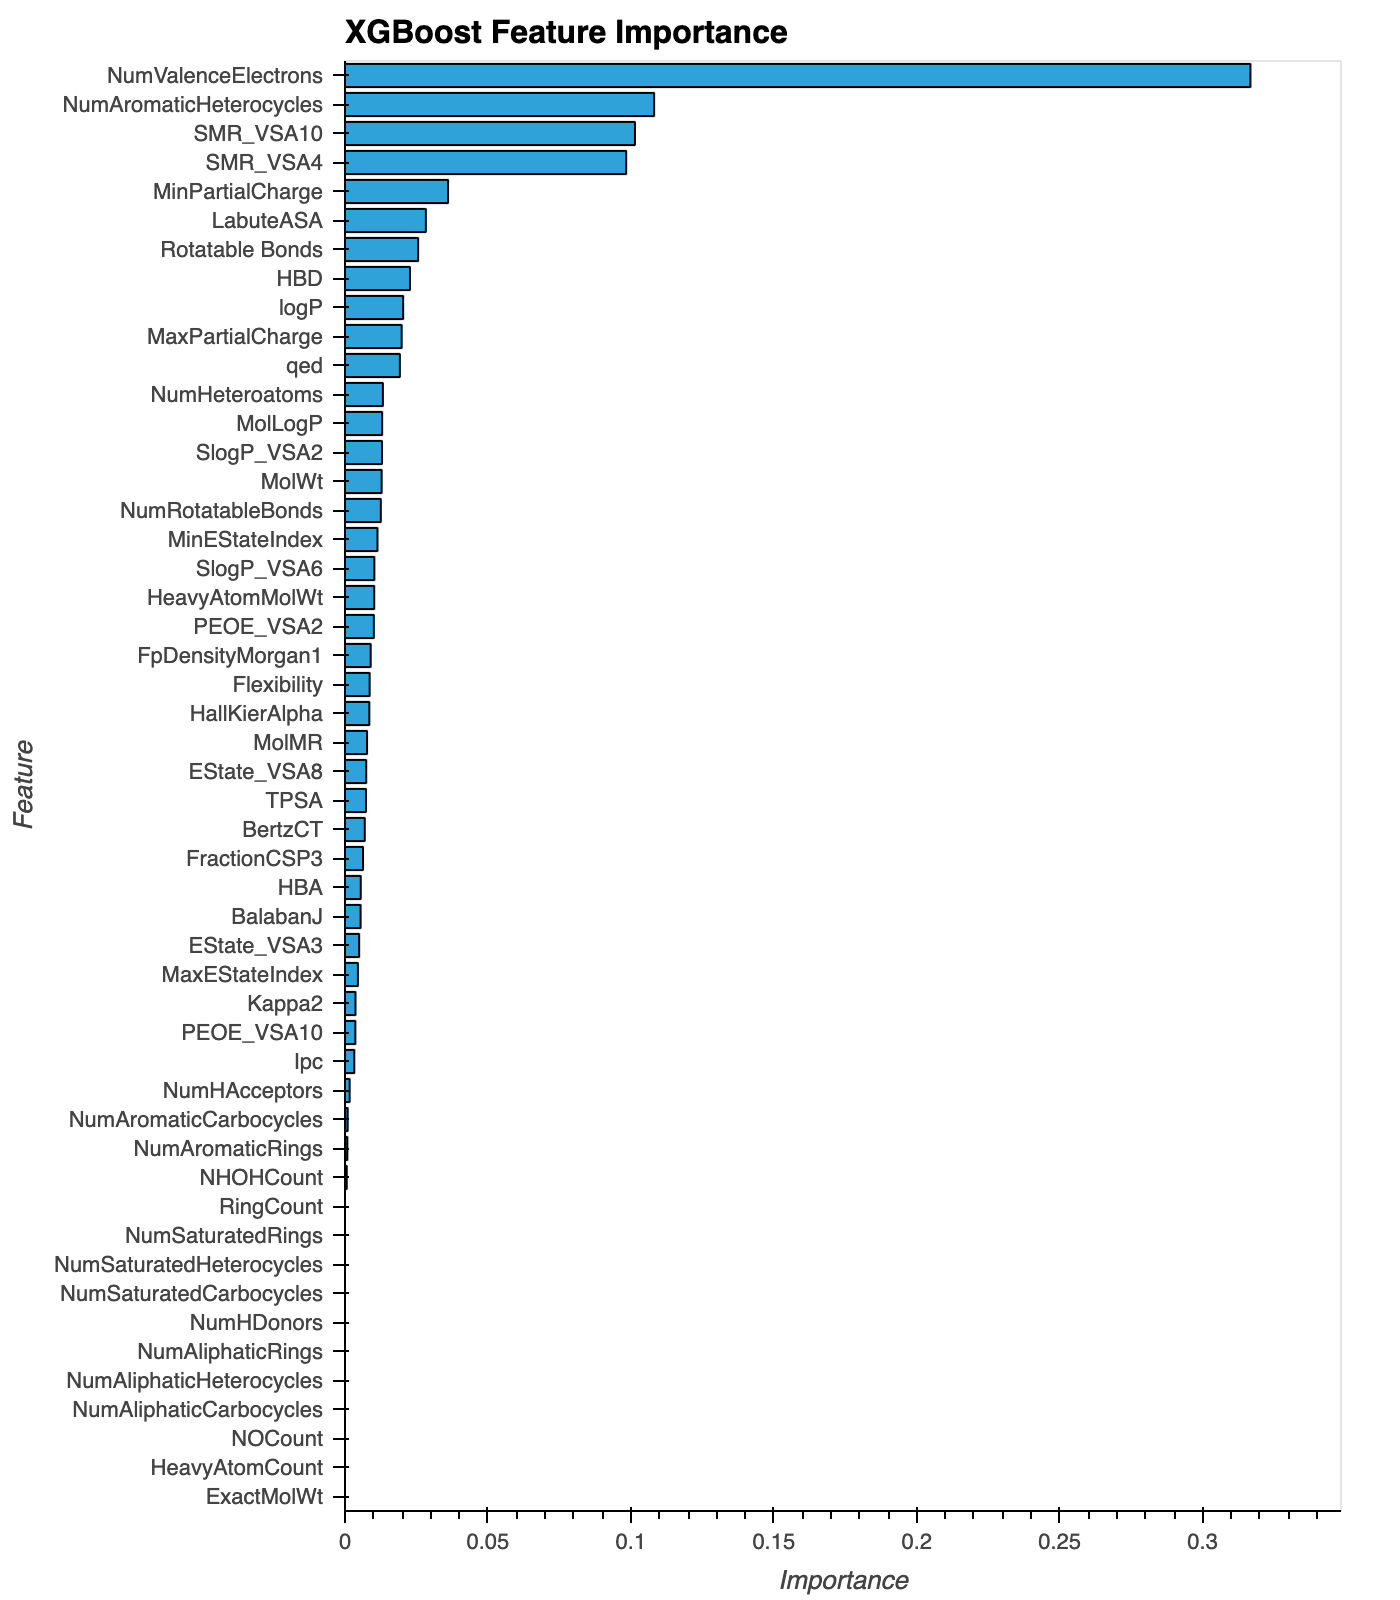 XGBoost Feature Importance
NumValenceElectrons
NumAromaticHeterocycles
SMR_VSA10
SMR_VSA4
MinPartialCharge
LabuteASA
Rotatable Bonds
HBD
logP
MaxPartialCharge
qed
NumHeteroatoms
MolLogP
SlogP_VSA2
MolWt
NumRotatableBonds
MinEStateIndex
SlogP_VSA6
HeavyAtomMolWt
PEOE_VSA2
FpDensityMorgan1
Flexibility
HallKierAlpha
MolMR
EState_VSA8
TPSA
BertzCT
FractionCSP3
HBA
BalabanJ
EState_VSA3
MaxEStateIndex
Kappa2
PEOE_VSA10
Ipc
NumHAcceptors
NumAromaticCarbocycles
NumAromaticRings
NHOHCount
RingCount
NumSaturatedRings
NumSaturatedHeterocycles
NumSaturatedCarbocycles
NumHDonors
NumAliphaticRings
NumAliphaticHeterocycles
NumAliphaticCarbocycles
NOCount
HeavyAtomCount
ExactMolWt
Feature
0 0.05 0.1 0.15 0.2 0.25 0.3
Importance